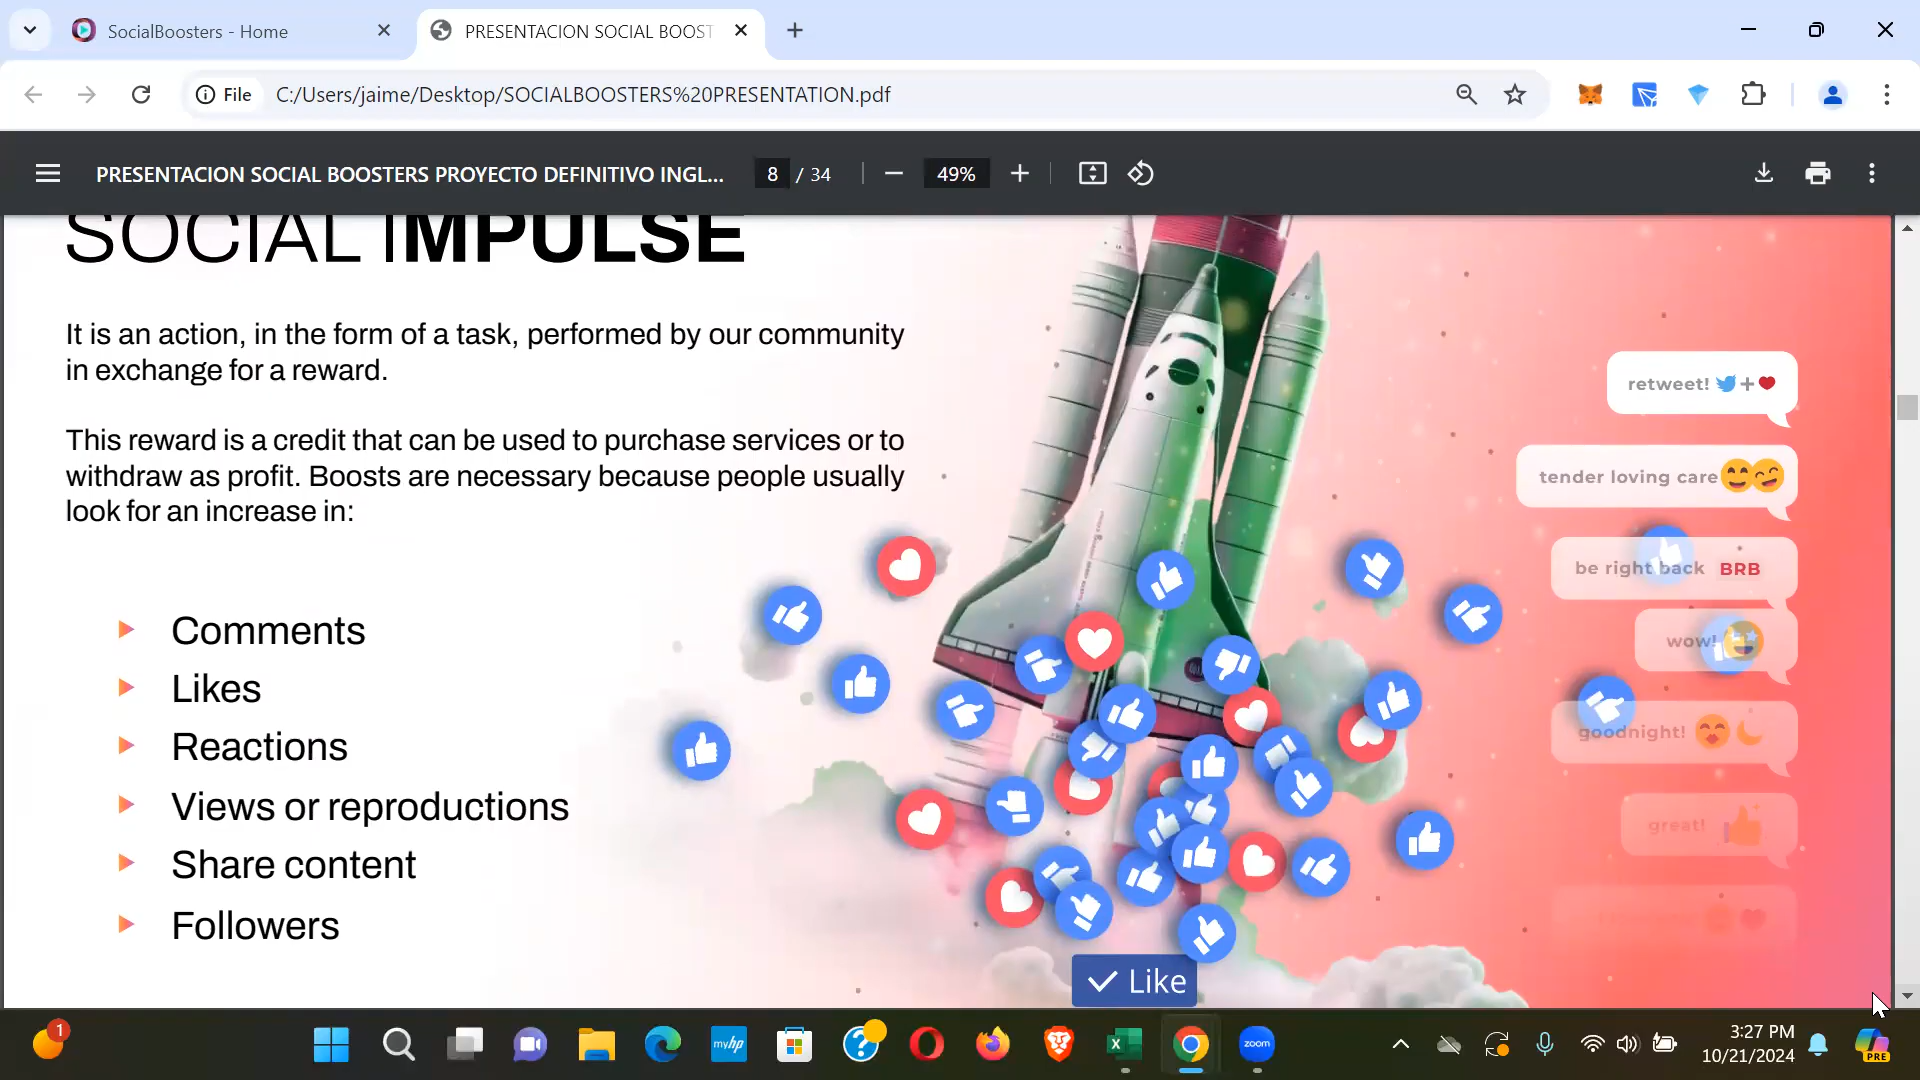 SocialBoosters - Home
PRESENTACION SOCIAL BOOST
File
C:/Users/jaime/Desktop/SOCIALBOOSTERS%20PRESENTATION.pdf
PRESENTACION SOCIAL BOOSTERS PROYECTO DEFINITIVO INGL...
8 / 34
49%
SOCIAL IMPULSE
It is an action, in the form of a task, performed by our community
in exchange for a reward.
This reward is a credit that can be used to purchase services or to
withdraw as profit. Boosts are necessary because people usually
look for an increase in:
Comments
Likes
Reactions
Views or reproductions
Share content
Followers
retweet!
tender loving care
be right back BRB
wow!
goodnight!
great!
Like
1
myhp
zoom
3:27 PM
10/21/2024
PRE